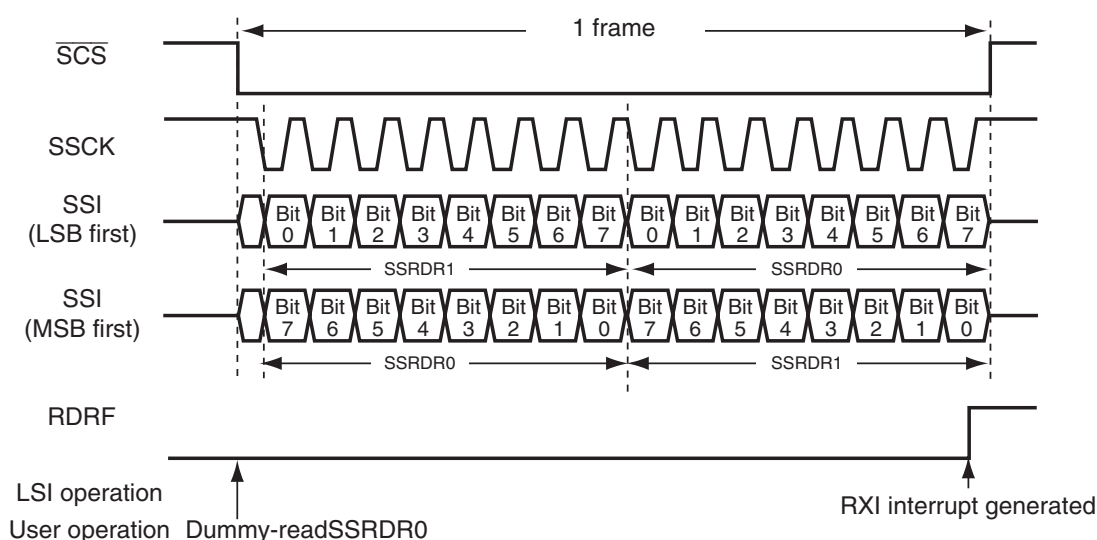 1 frame
SCS
SSCK
SSI
(LSB first)
Bit 0 Bit 1 Bit 2 Bit 3 Bit 4 Bit 5 Bit 6 Bit 7 Bit 0 Bit 1 Bit 2 Bit 3 Bit 4 Bit 5 Bit 6 Bit 7
SSRDR1 SSRDR0
SSI
(MSB first)
Bit 7 Bit 6 Bit 5 Bit 4 Bit 3 Bit 2 Bit 1 Bit 0 Bit 7 Bit 6 Bit 5 Bit 4 Bit 3 Bit 2 Bit 1 Bit 0
SSRDR0 SSRDR1
RDRF
LSI operation
RXI interrupt generated
User operation Dummy-readSSRDR0